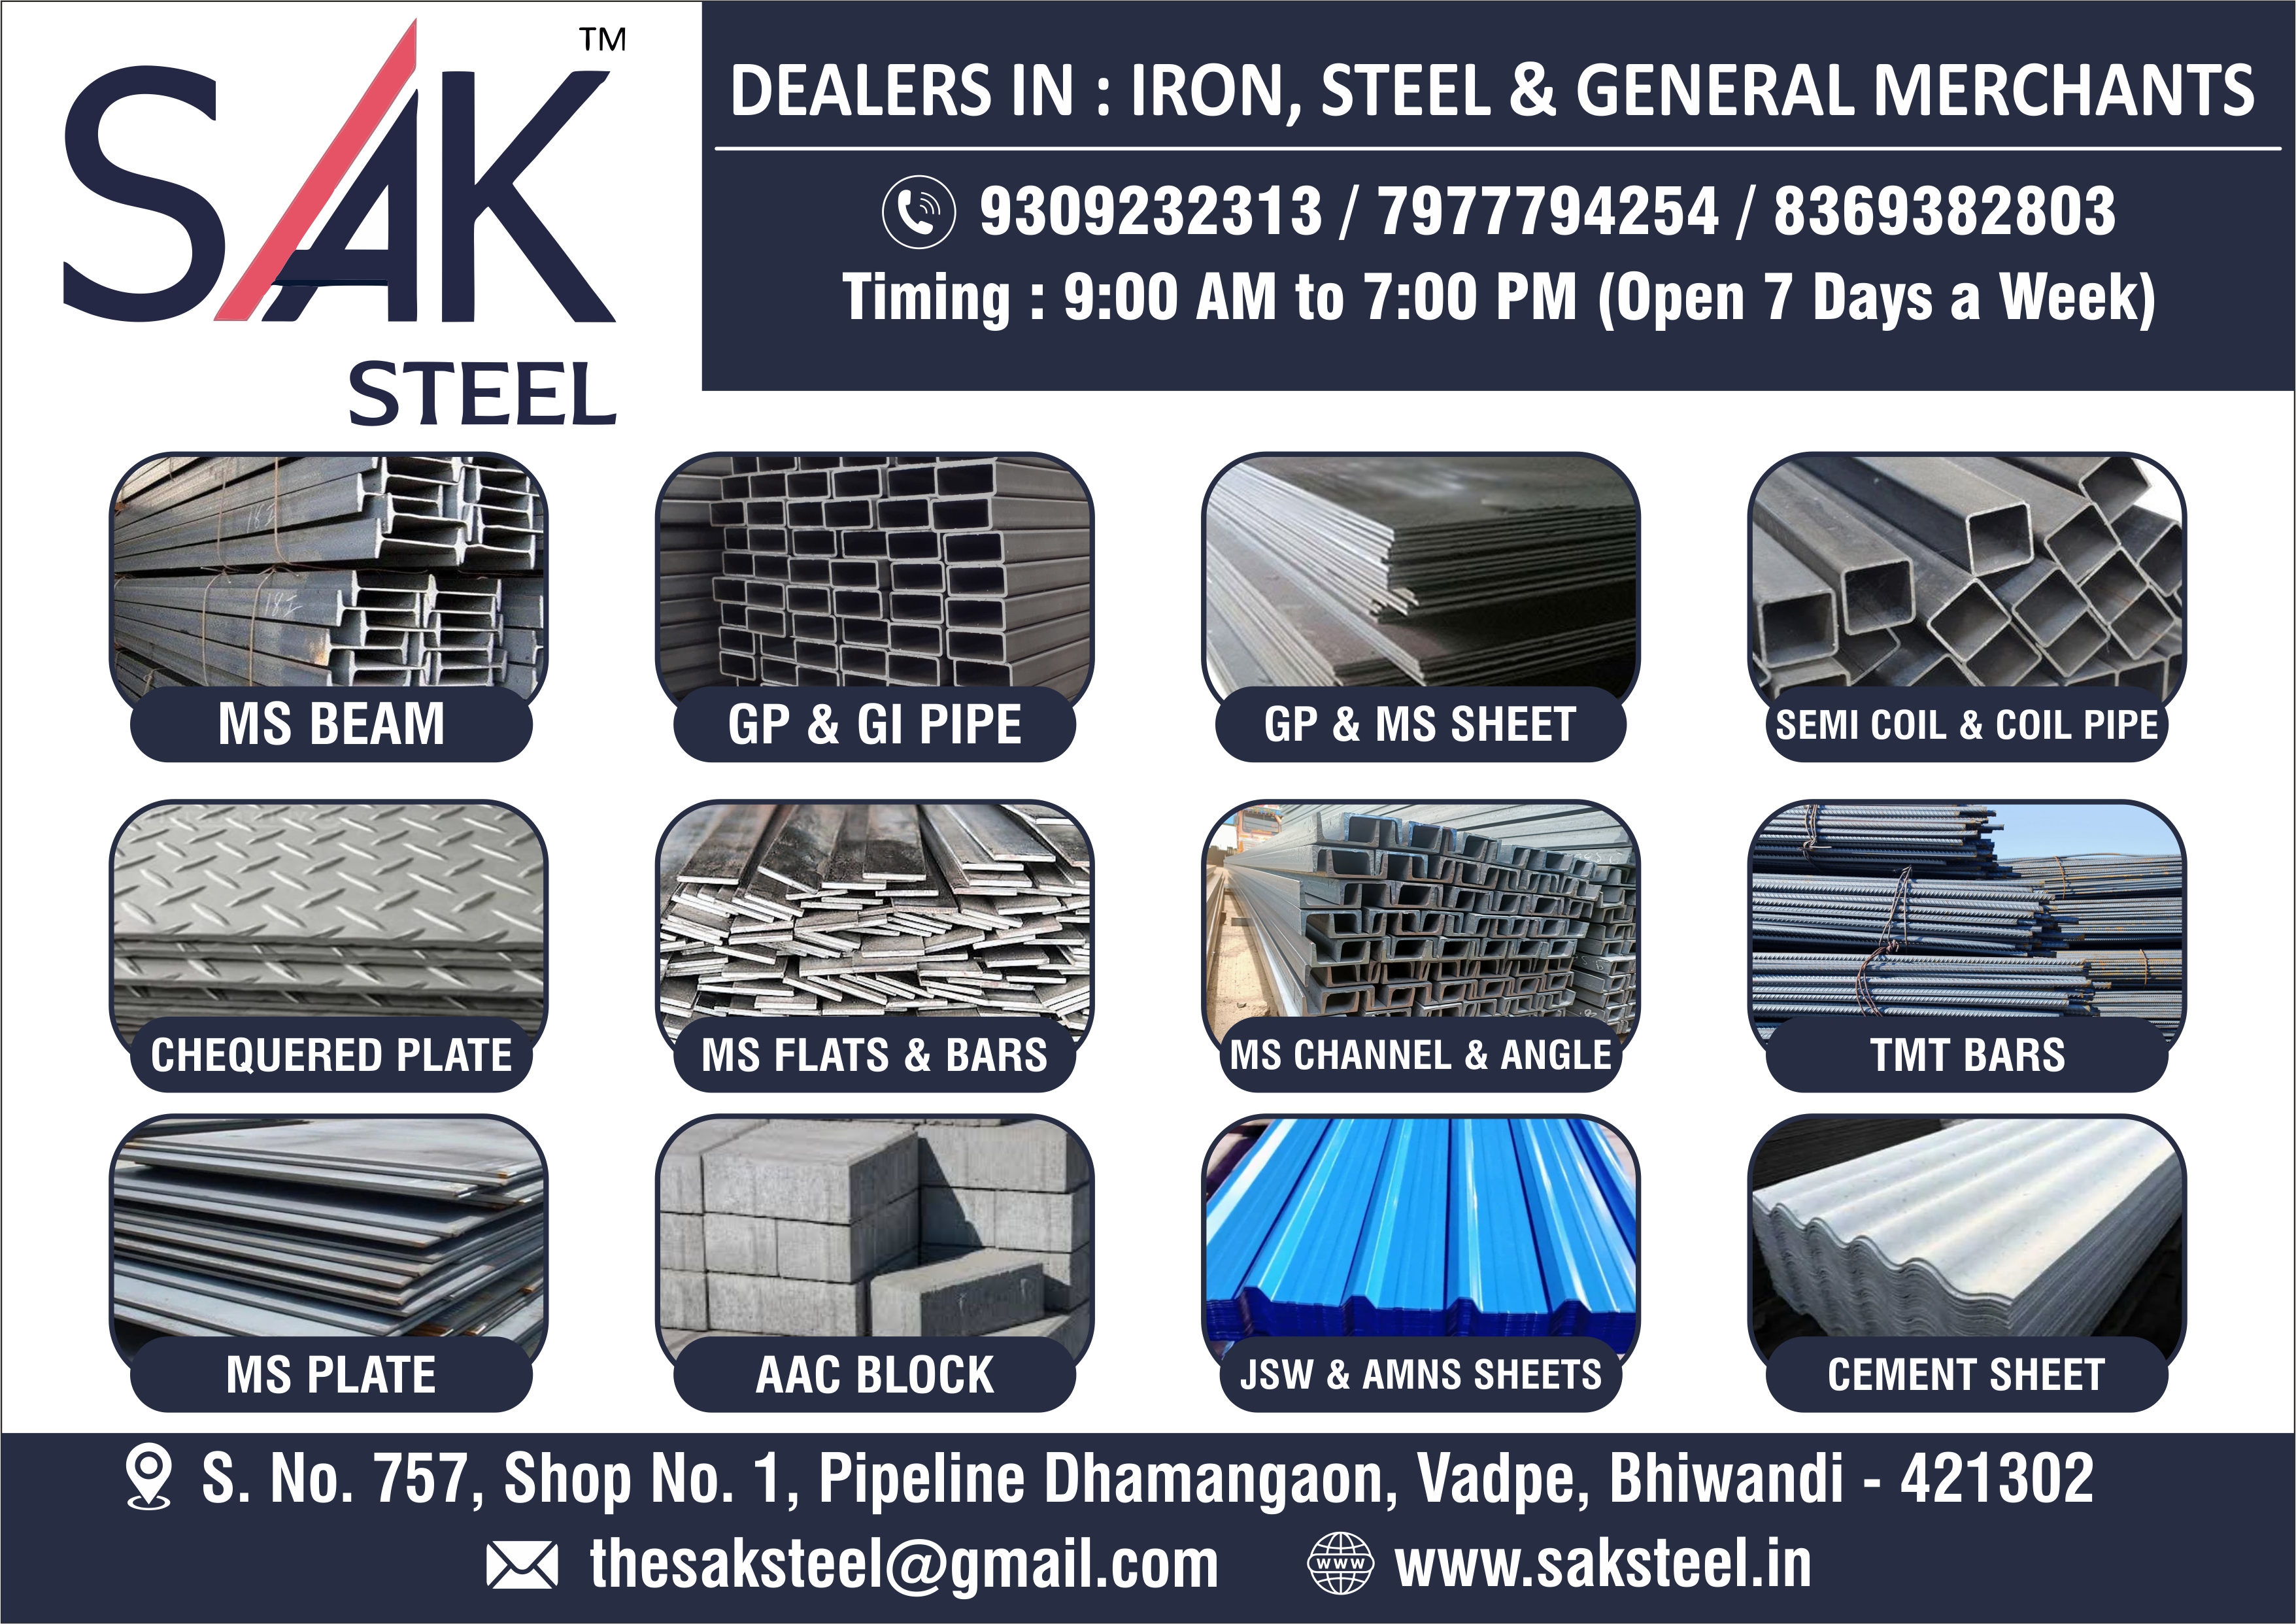 SAK
TM
STEEL
DEALERS IN : IRON, STEEL & GENERAL MERCHANTS
9309232313 / 7977794254 / 8369382803
Timing : 9:00 AM to 7:00 PM (Open 7 Days a Week)
MS BEAM
GP & GI PIPE
GP & MS SHEET
SEMI COIL & COIL PIPE
CHEQUERED PLATE
MS FLATS & BARS
MS CHANNEL & ANGLE
TMT BARS
MS PLATE
AAC BLOCK
JSW & AMNS SHEETS
CEMENT SHEET
S. No. 757, Shop No. 1, Pipeline Dhamangaon, Vadpe, Bhiwandi - 421302
thesaksteel@gmail.com
WWW
www.saksteel.in